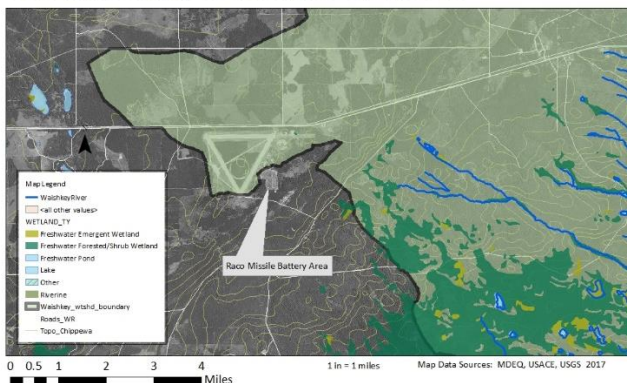 Map Legend
WaishkeyRiver
<all other values>
WETLAND_TY
Freshwater Emergent Wetland
Freshwater Forested/Shrub Wetland
Freshwater Pond
Lake
Other
Riverine
Waishkey_wtshd_boundary
Roads_WR
Topo_Chippewa
Raco Missile Battery Area
0 0.5 1 2 3 4
Miles
1 in = 1 miles
Map Data Sources: MDEQ, USACE, USGS 2017